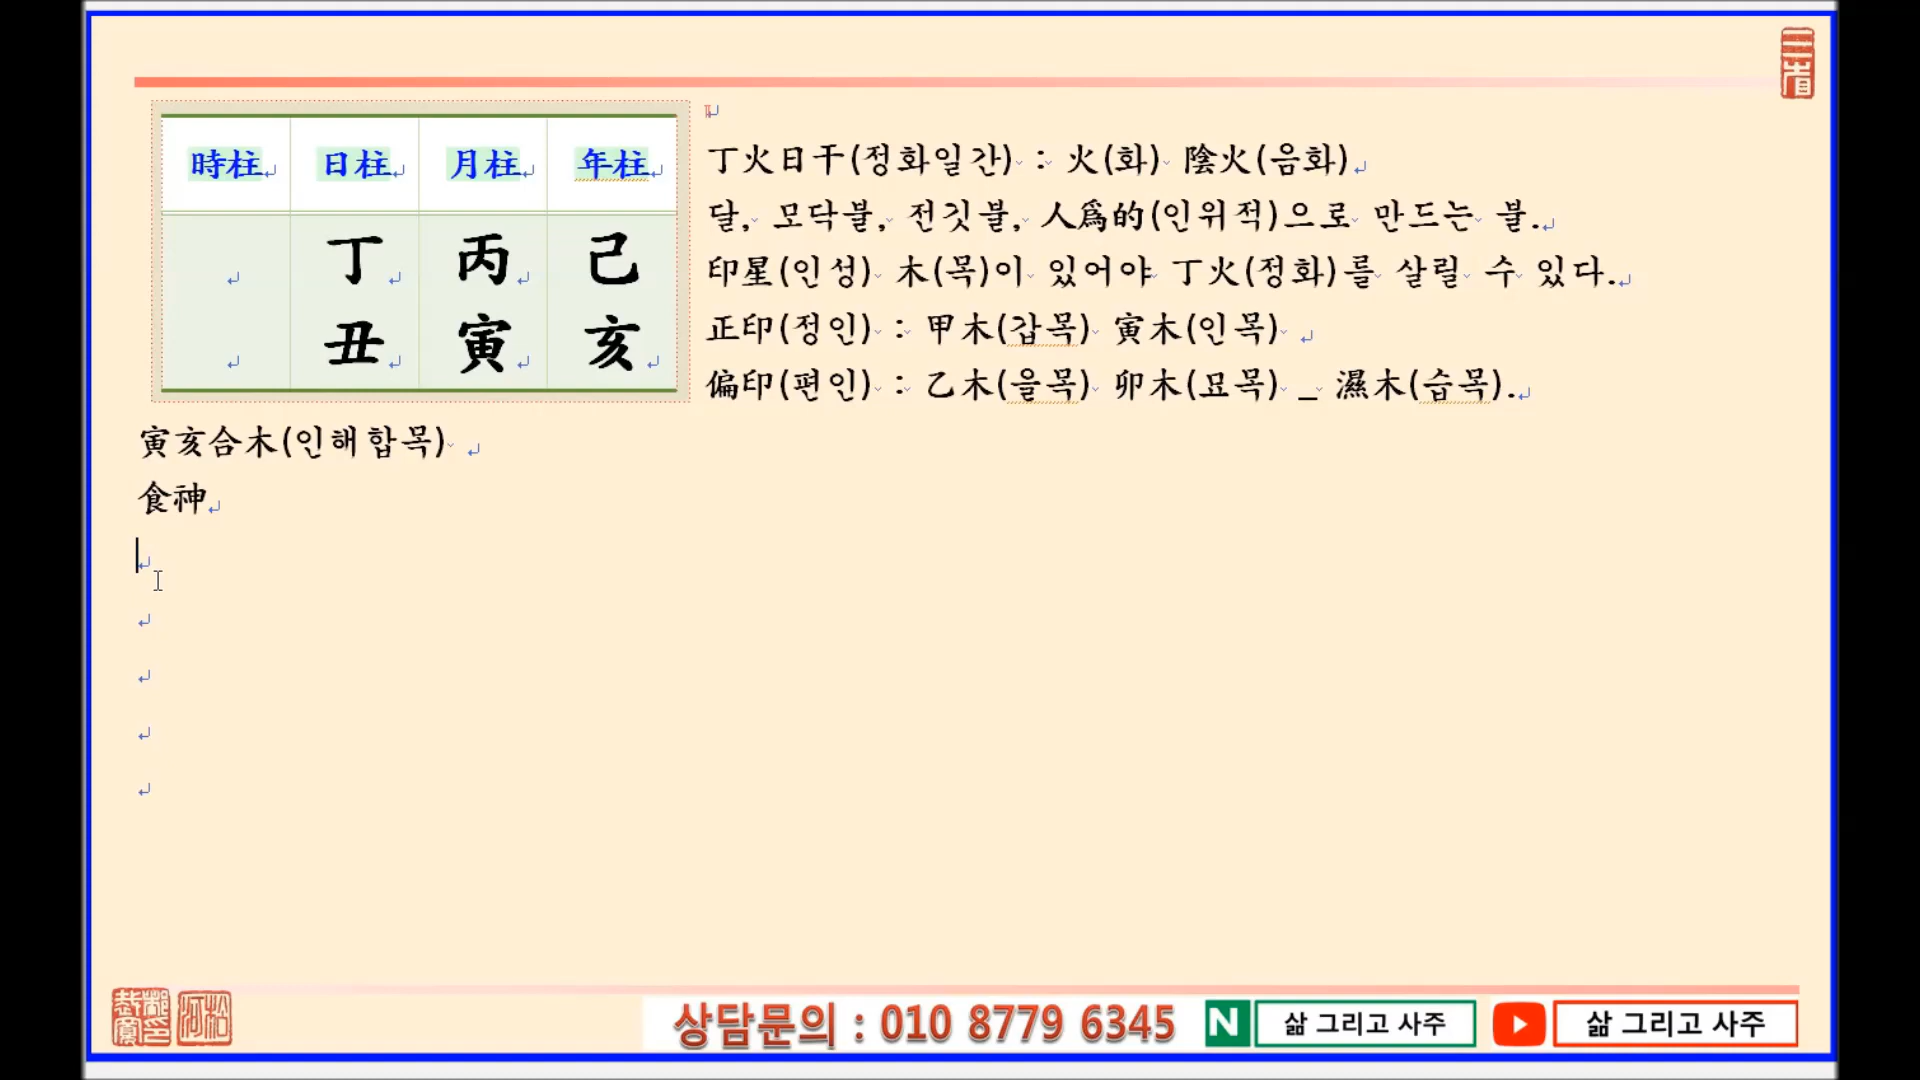 時柱 日柱 月柱 年柱
丁 丙 己
丑 寅 亥
丁火日干(정화일간) : 火(화) 陰火(음화)
달, 모닥불, 전깃불, 人爲的(인위적)으로 만드는 불.
印星(인성) 木(목)이 있어야 丁火(정화)를 살릴 수 있다.
正印(정인) : 甲木(갑목) 寅木(인목)
偏印(편인) : 乙木(을목) 卯木(묘목) _ 濕木(습목).
寅亥合木(인해합목)
食神
상담문의 : 010 8779 6345
N 삶 그리고 사주
삶 그리고 사주